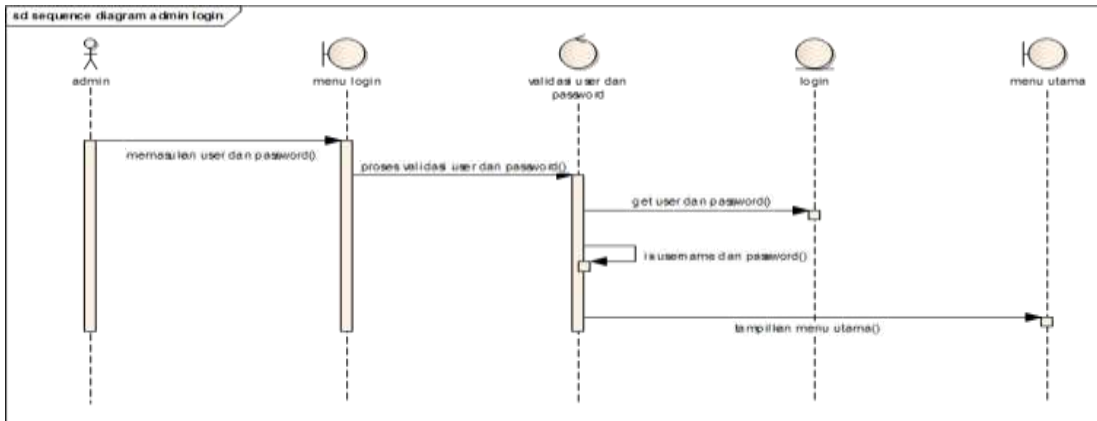 sd sequence diagram admin login
admin
menu login
validasi user dan
password
login
menu utama
memasukan user dan password()
proses validasi user dan password()
get user dan password()
is username dan password()
tampilkan menu utama()